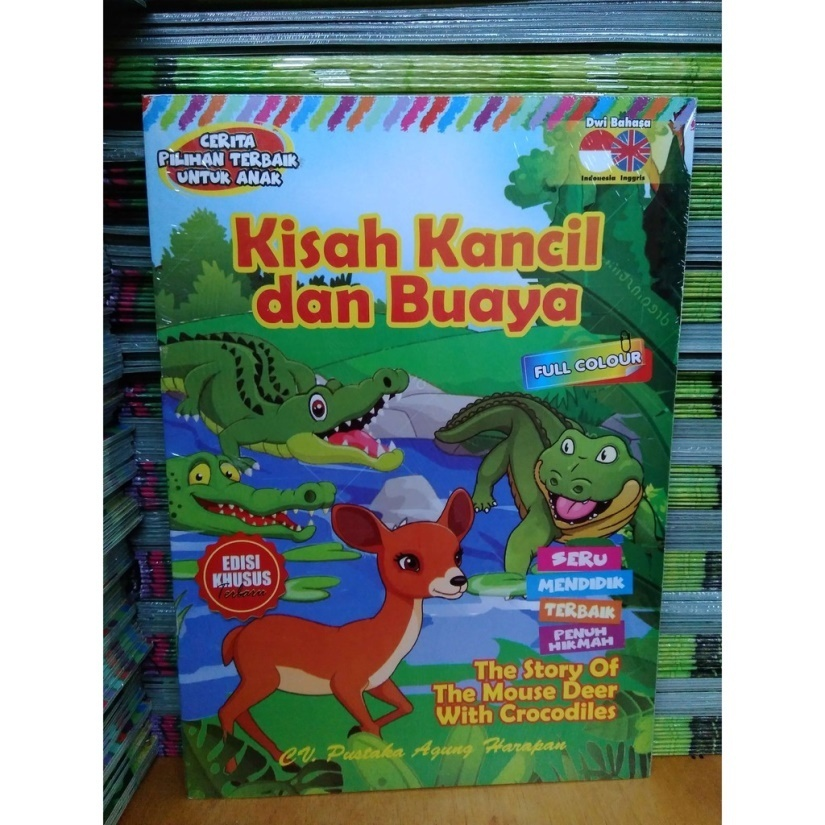 CERITA
PILIHAN TERBAIK
UNTUK ANAK
Dwi Bahasa
Indonesia Inggris
Kisah Kancil
dan Buaya
FULL COLOUR
EDISI
KHUSUS
Terbaru
SERU
MENDIDIK
TERBAIK
PENUH
HIKMAH
The Story Of
The Mouse Deer
With Crocodiles
CV. Pustaka Agung Harapan